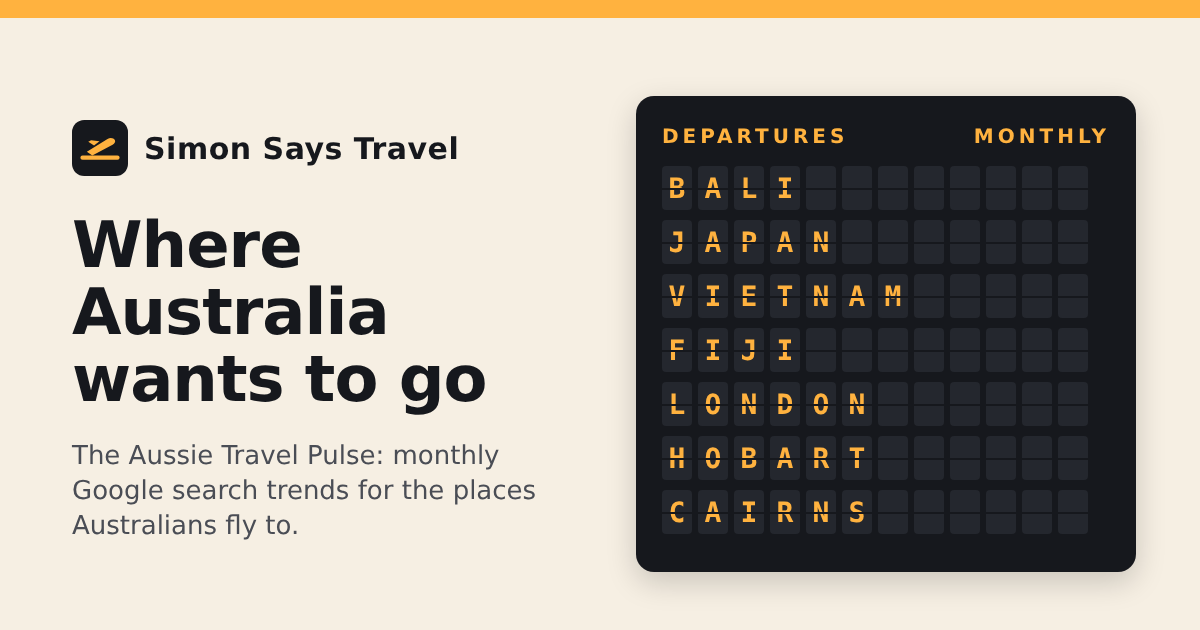 Simon Says Travel
Where
Australia
wants to go
The Aussie Travel Pulse: monthly
Google search trends for the places
Australians fly to.
DEPARTURES MONTHLY
BALI
JAPAN
VIETNAM
FIJI
LONDON
HOBART
CAIRNS